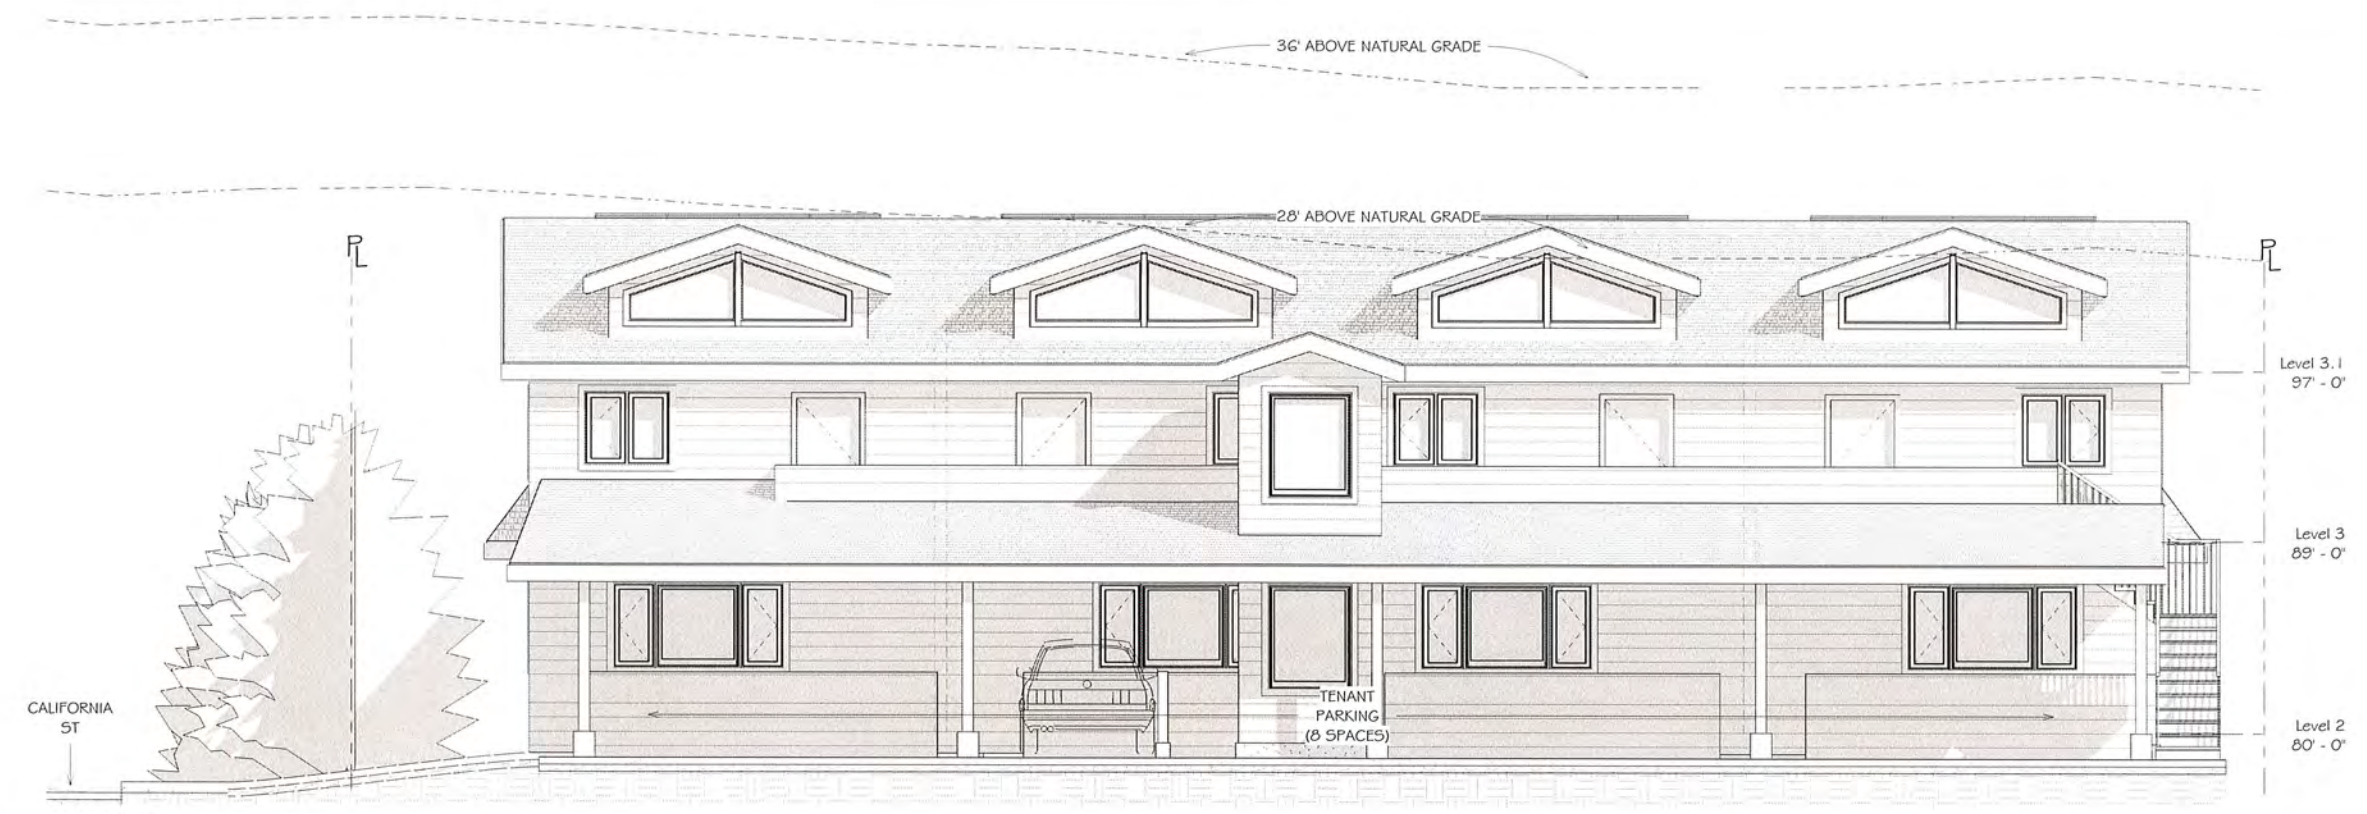 36' ABOVE NATURAL GRADE
28' ABOVE NATURAL GRADE
PL
PL
Level 3.1
97' - 0"
Level 3
89' - 0"
CALIFORNIA
ST
TENANT
PARKING
(8 SPACES)
Level 2
80' - 0"